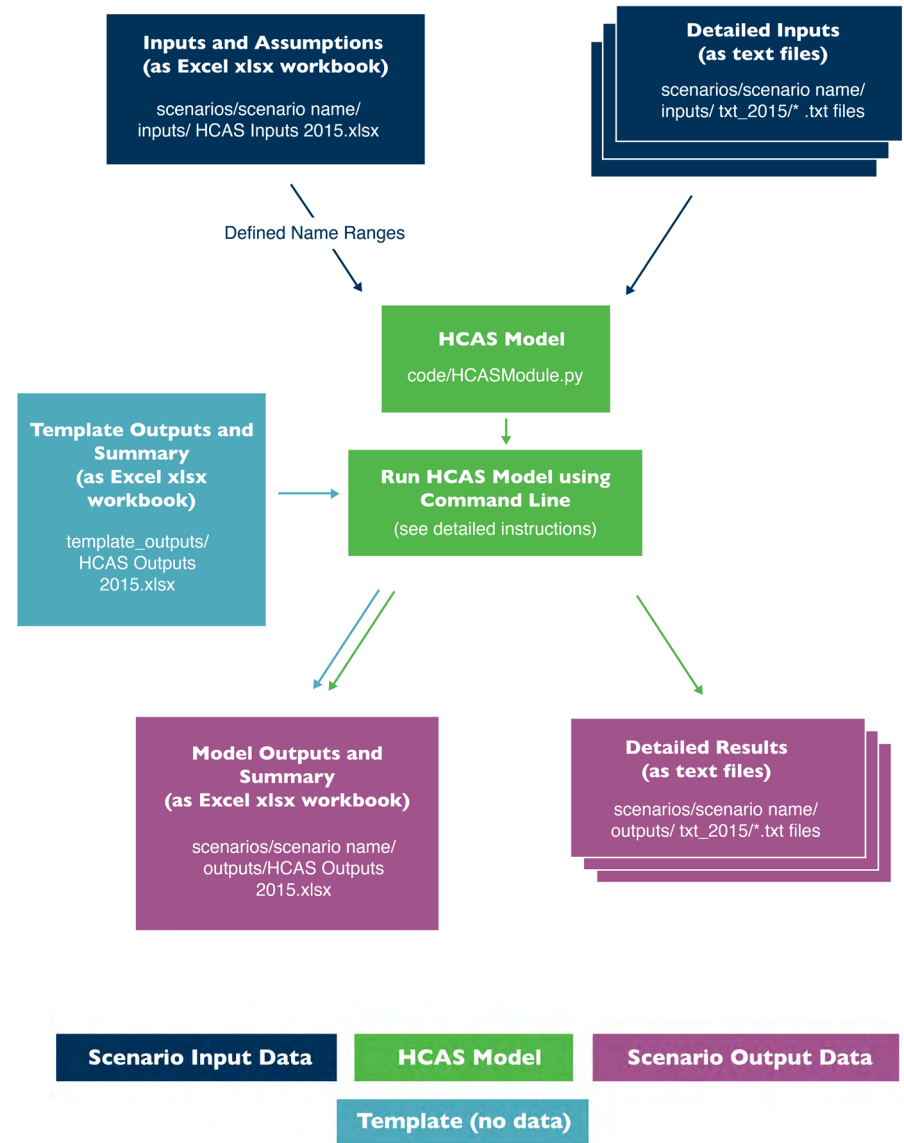 Inputs and Assumptions
(as Excel xlsx workbook)
scenarios/scenario name/
inputs/ HCAS Inputs 2015.xlsx
Detailed Inputs
(as text files)
scenarios/scenario name/
inputs/ txt_2015/* .txt files
Defined Name Ranges
HCAS Model
code/HCASModule.py
Template Outputs and
Summary
(as Excel xlsx
workbook)
template_outputs/
HCAS Outputs
2015.xlsx
Run HCAS Model using
Command Line
(see detailed instructions)
Model Outputs and
Summary
(as Excel xlsx workbook)
scenarios/scenario name/
outputs/HCAS Outputs
2015.xlsx
Detailed Results
(as text files)
scenarios/scenario name/
outputs/ txt_2015/*.txt files
Scenario Input Data
HCAS Model
Scenario Output Data
Template (no data)